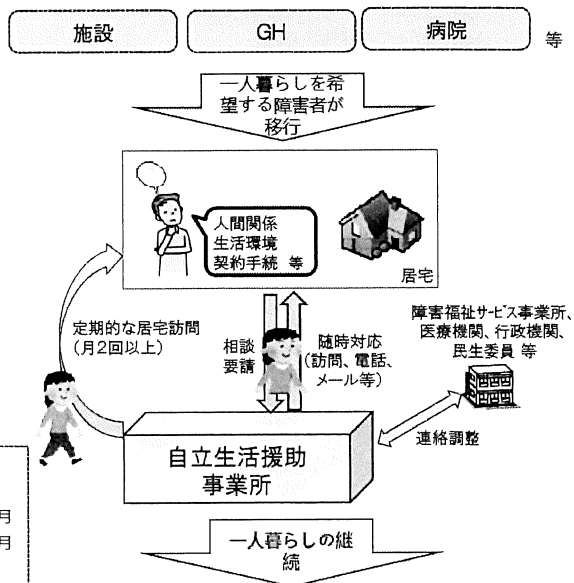 施設
GH
病院
等
一人暮らしを希
望する障害者が
移行
人間関係
生活環境
契約手続 等
居宅
定期的な居宅訪問
(月2回以上)
相談
要請
随時対応
(訪問、電話、
メール等)
障害福祉サービス事業所、
医療機関、行政機関、
民生委員 等
連絡調整
自立生活援助
事業所
月
月
一人暮らしの継
続